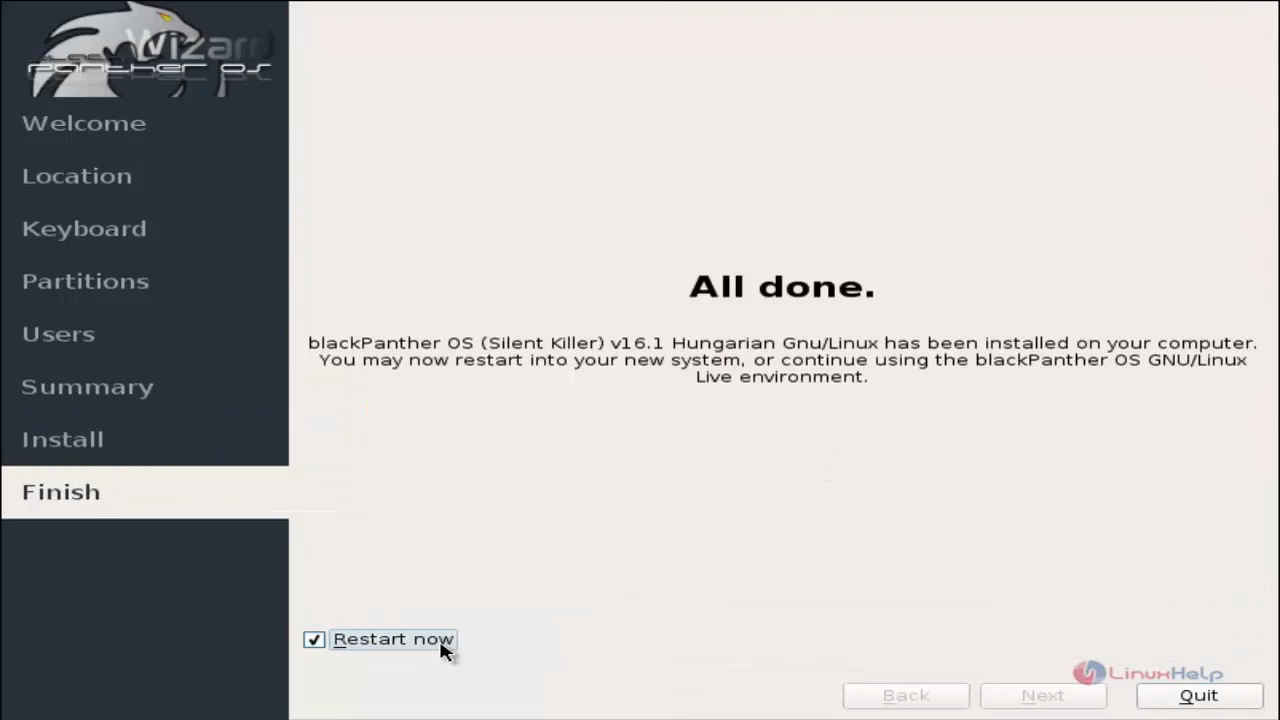 Wizard
panther os
Welcome
Location
Keyboard
Partitions
Users
Summary
Install
Finish
All done.
blackPanther OS (Silent Killer) v16.1 Hungarian Gnu/Linux has been installed on your computer.
You may now restart into your new system, or continue using the blackPanther OS GNU/Linux
Live environment.
Restart now
LinuxHelp
Back
Next
Quit